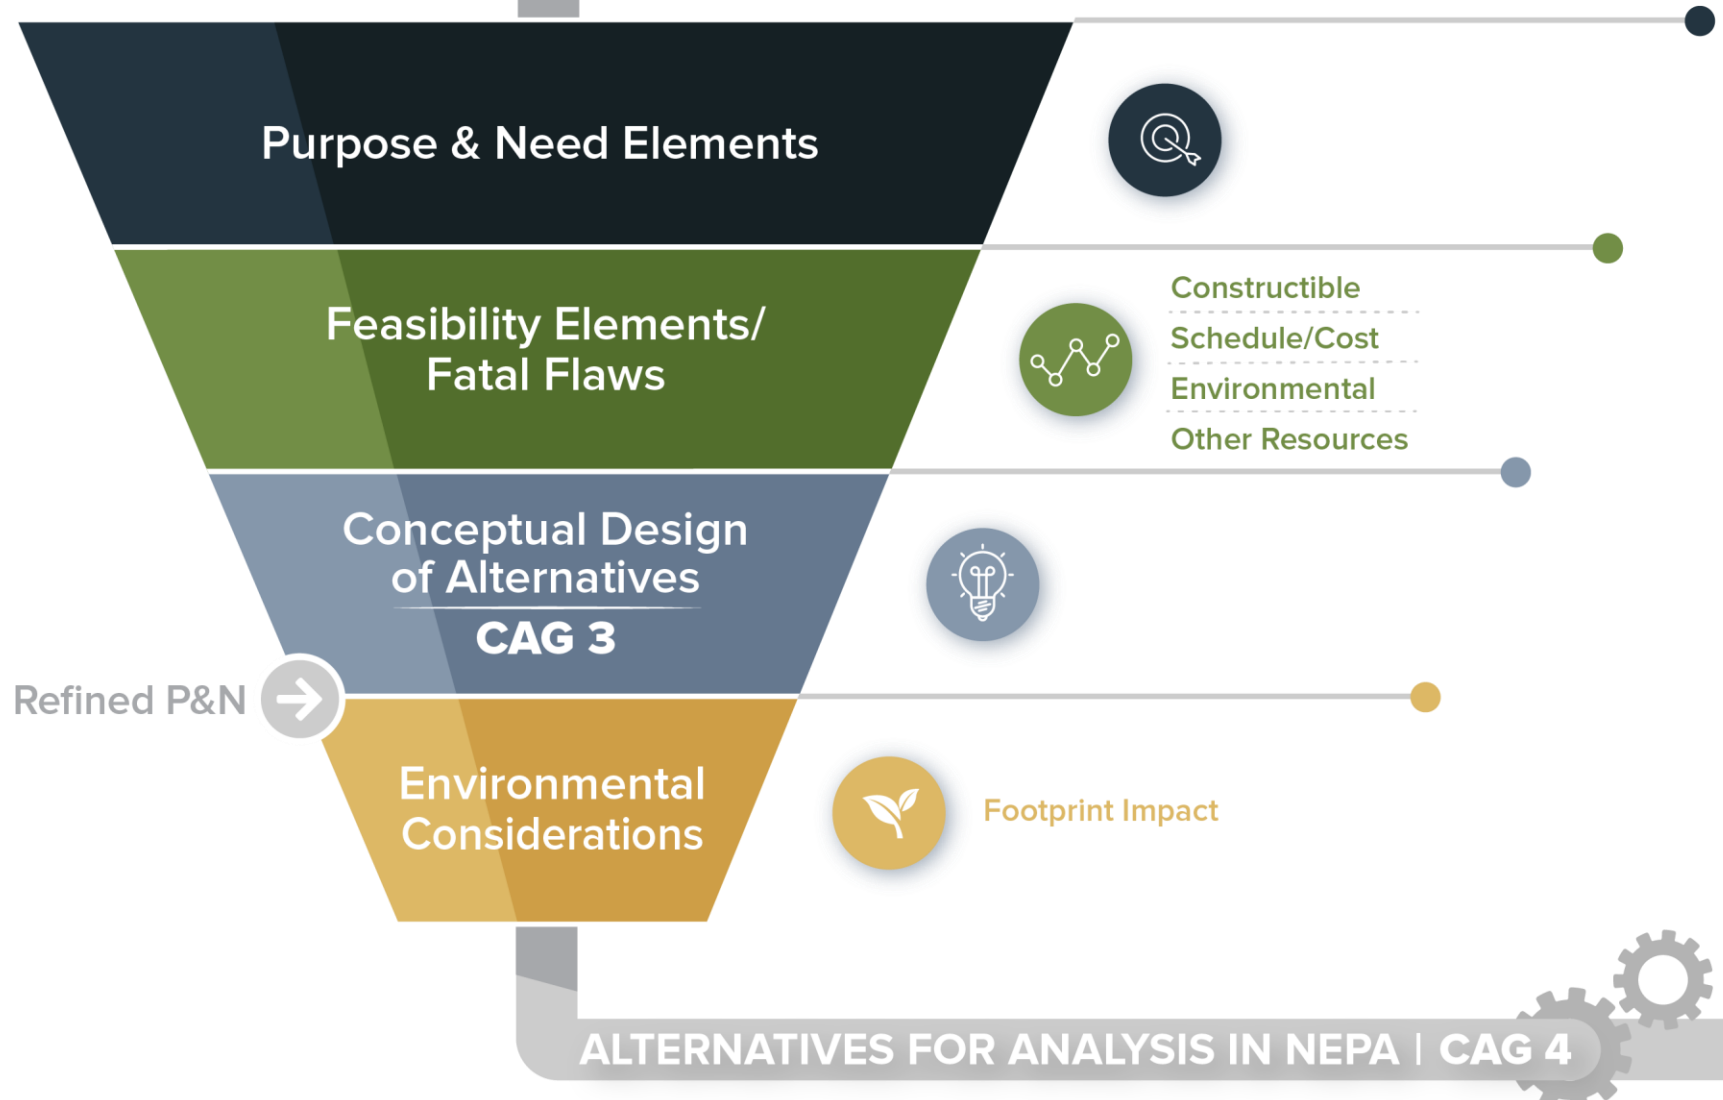 Purpose & Need Elements
Feasibility Elements/
Fatal Flaws
Constructible
Schedule/Cost
Environmental
Other Resources
Conceptual Design
of Alternatives
CAG 3
Refined P&N
Environmental
Considerations
Footprint Impact
ALTERNATIVES FOR ANALYSIS IN NEPA | CAG 4